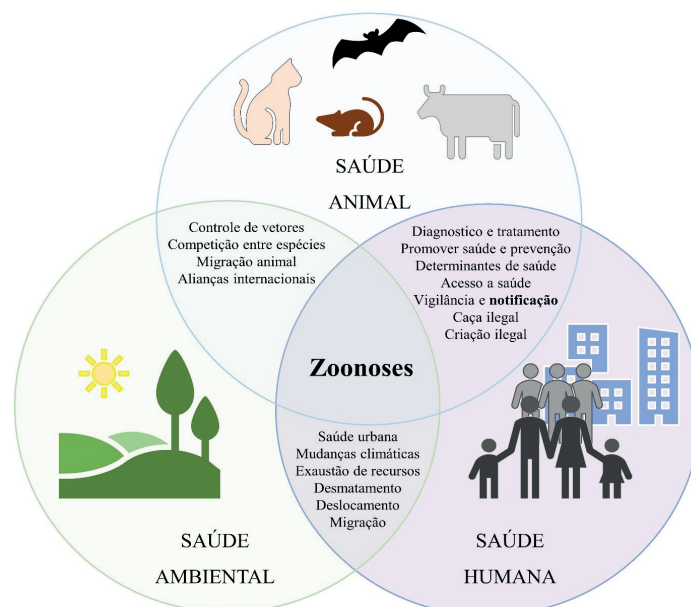 SAÚDE
ANIMAL
Controle de vetores
Competição entre espécies
Migração animal
Alianças internacionais
Diagnostico e tratamento
Promover saúde e prevenção
Determinantes de saúde
Acesso a saúde
Vigilância e notificação
Caça ilegal
Criação ilegal
Zoonoses
Saúde urbana
Mudanças climáticas
Exaustão de recursos
Desmatamento
Deslocamento
Migração
SAÚDE
AMBIENTAL
SAÚDE
HUMANA